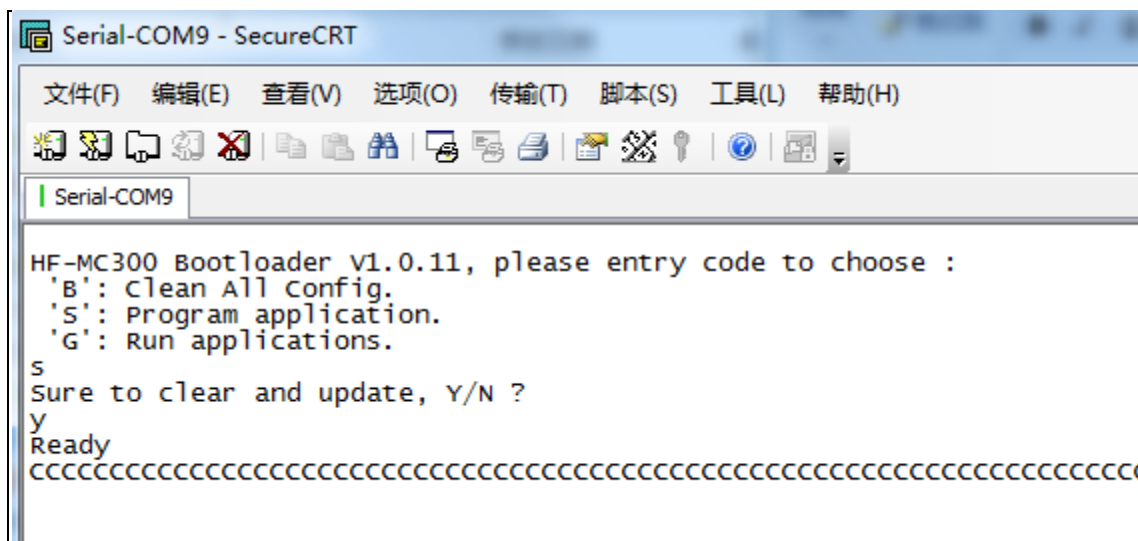 Serial-COM9 - SecureCRT
文件(F) 编辑(E) 查看(V) 选项(O) 传输(T) 脚本(S) 工具(L) 帮助(H)
Serial-COM9
HF-MC300 Bootloader V1.0.11, please entry code to choose :
'B': Clean All Config.
'S': Program application.
'G': Run applications.
s
Sure to clear and update, Y/N ?
y
Ready
CCCCCCCCCCCCCCCCCCCCCCCCCCCCCCCCCCCCCCCCCCCCCCCCCCCCCCCCCCCCCCCCCCCCC